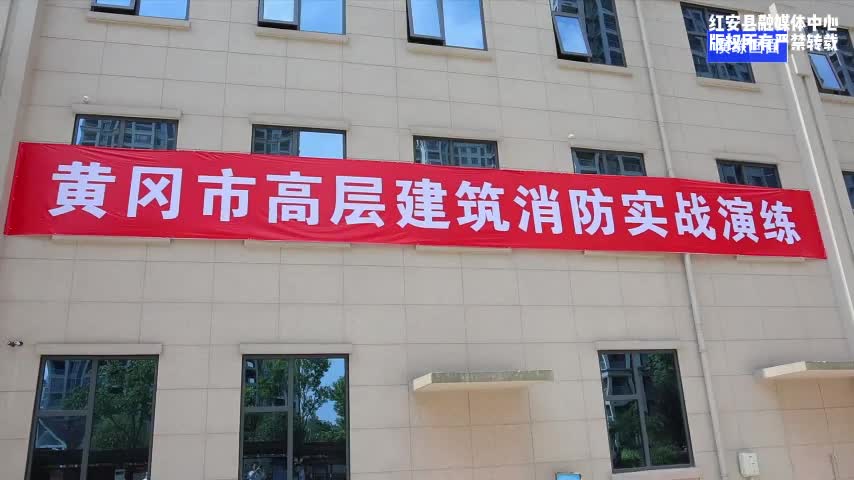 红安县融媒体中心
版权所有严禁转载
黄冈市高层建筑消防实战演练